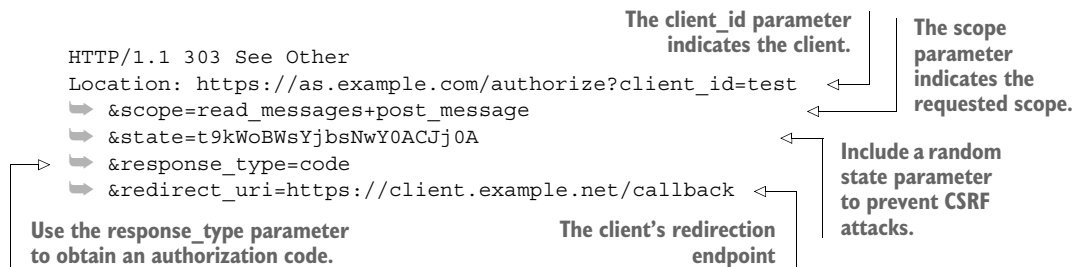 The client_id parameter
indicates the client.
The scope
parameter
indicates the
requested scope.
HTTP/1.1 303 See Other
Location: https://as.example.com/authorize?client_id=test
&scope=read_messages+post_message
&state=t9kWoBWsYjbsNwY0ACJj0A
&response_type=code
&redirect_uri=https://client.example.net/callback
Include a random
state parameter
to prevent CSRF
attacks.
Use the response_type parameter
to obtain an authorization code.
The client's redirection
endpoint